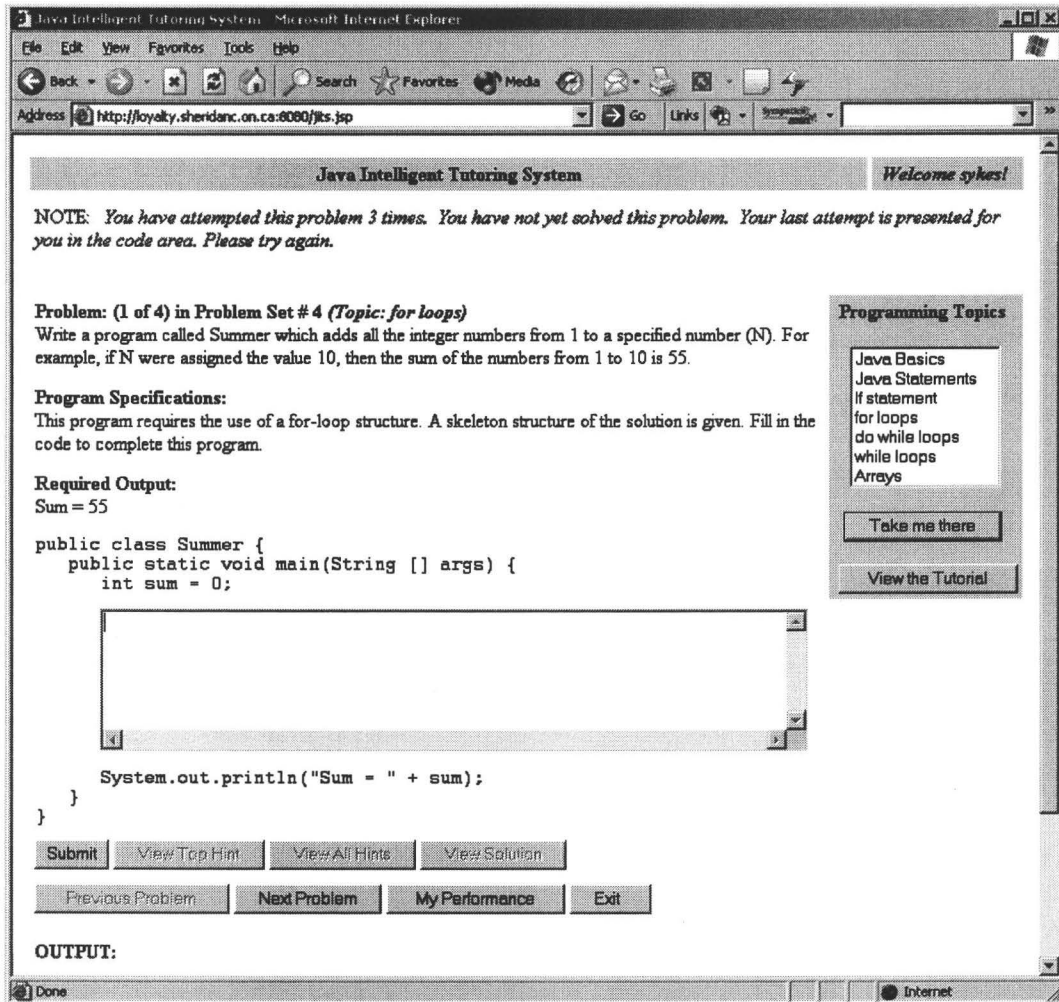 Java Intelligent Tutoring System - Microsoft Internet Explorer
File Edit View Favorites Tools Help
Back Search Favorites Media
Address http://loyalty.sheridanc.on.ca:8080/jits.jsp Go Links
Java Intelligent Tutoring System Welcome sykes!
NOTE: You have attempted this problem 3 times. You have not yet solved this problem. Your last attempt is presented for
you in the code area. Please try again.
Problem: (1 of 4) in Problem Set # 4 (Topic: for loops)
Write a program called Summer which adds all the integer numbers from 1 to a specified number (N). For
example, if N were assigned the value 10, then the sum of the numbers from 1 to 10 is 55.
Program Specifications:
This program requires the use of a for-loop structure. A skeleton structure of the solution is given. Fill in the
code to complete this program.
Required Output:
Sum = 55
public class Summer {
public static void main(String [] args) {
int sum = 0;
System.out.println("Sum = " + sum);
}
}
Programming Topics
Java Basics
Java Statements
If statement
for loops
do while loops
while loops
Arrays
Take me there
View the Tutorial
Submit View Top Hint View All Hints View Solution
Previous Problem Next Problem My Performance Exit
OUTPUT:
Done Internet